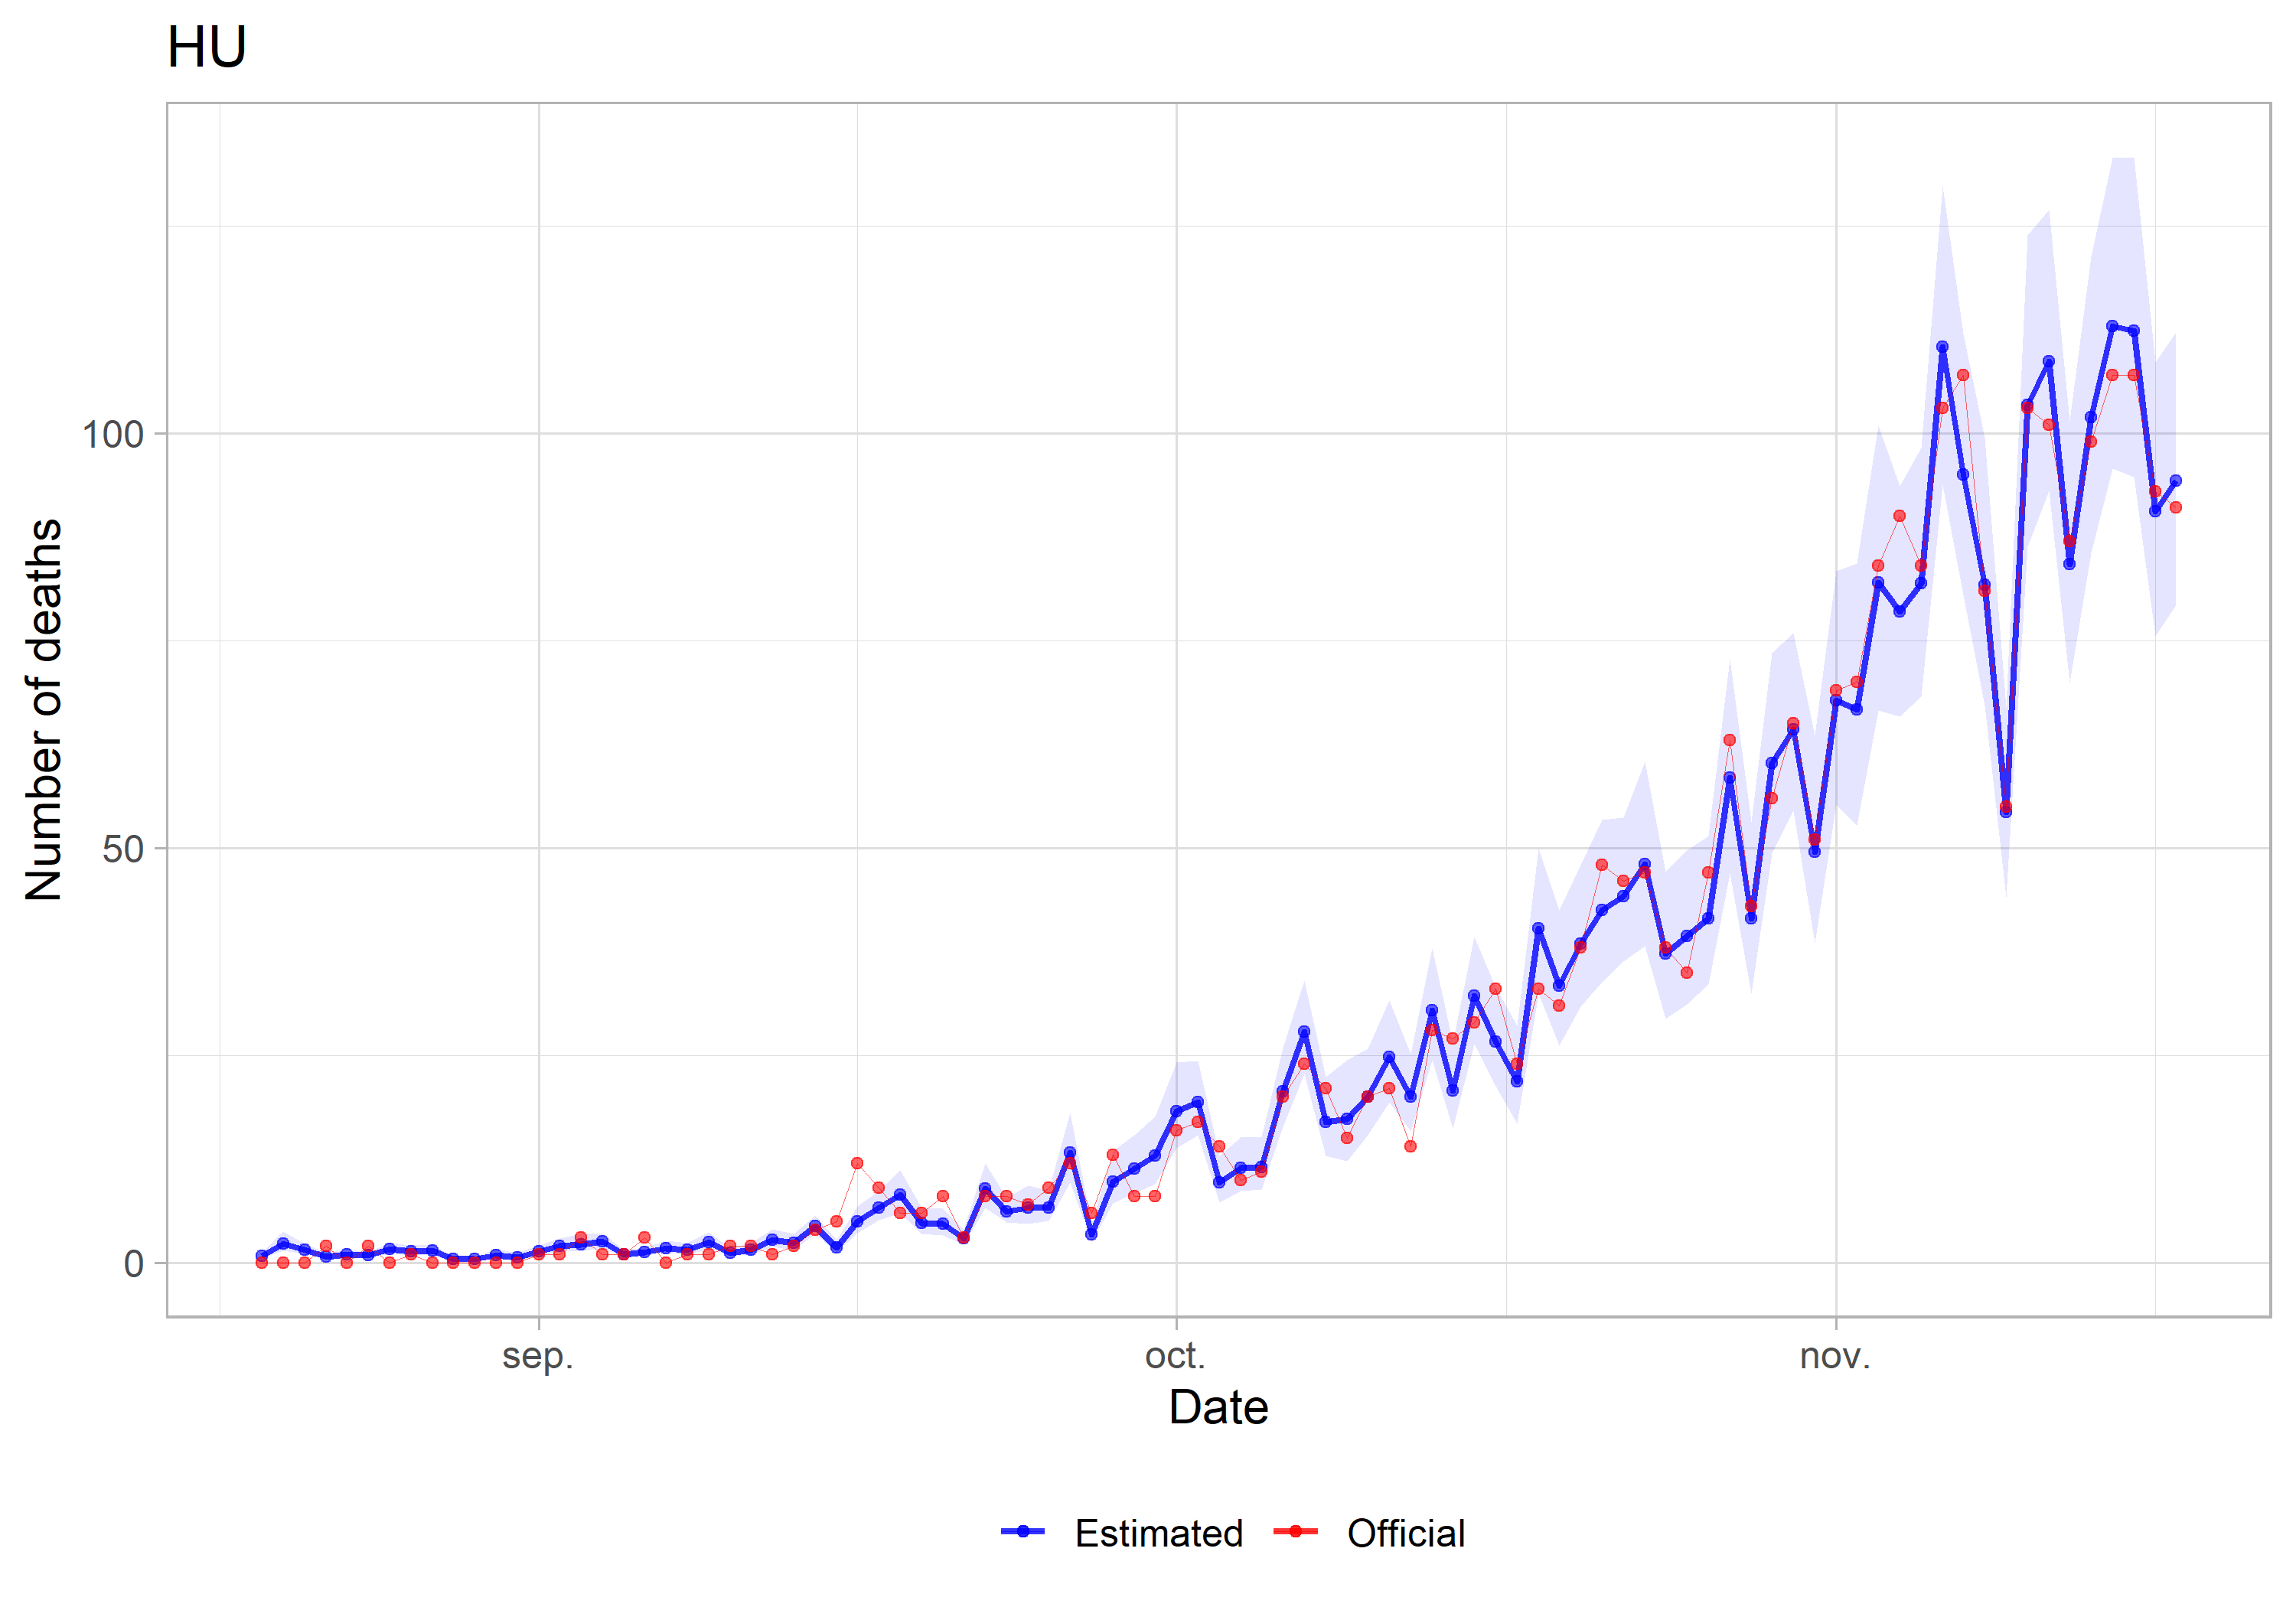 HU
Number of deaths
100
50
0
sep.
oct.
nov.
Date
Estimated
Official